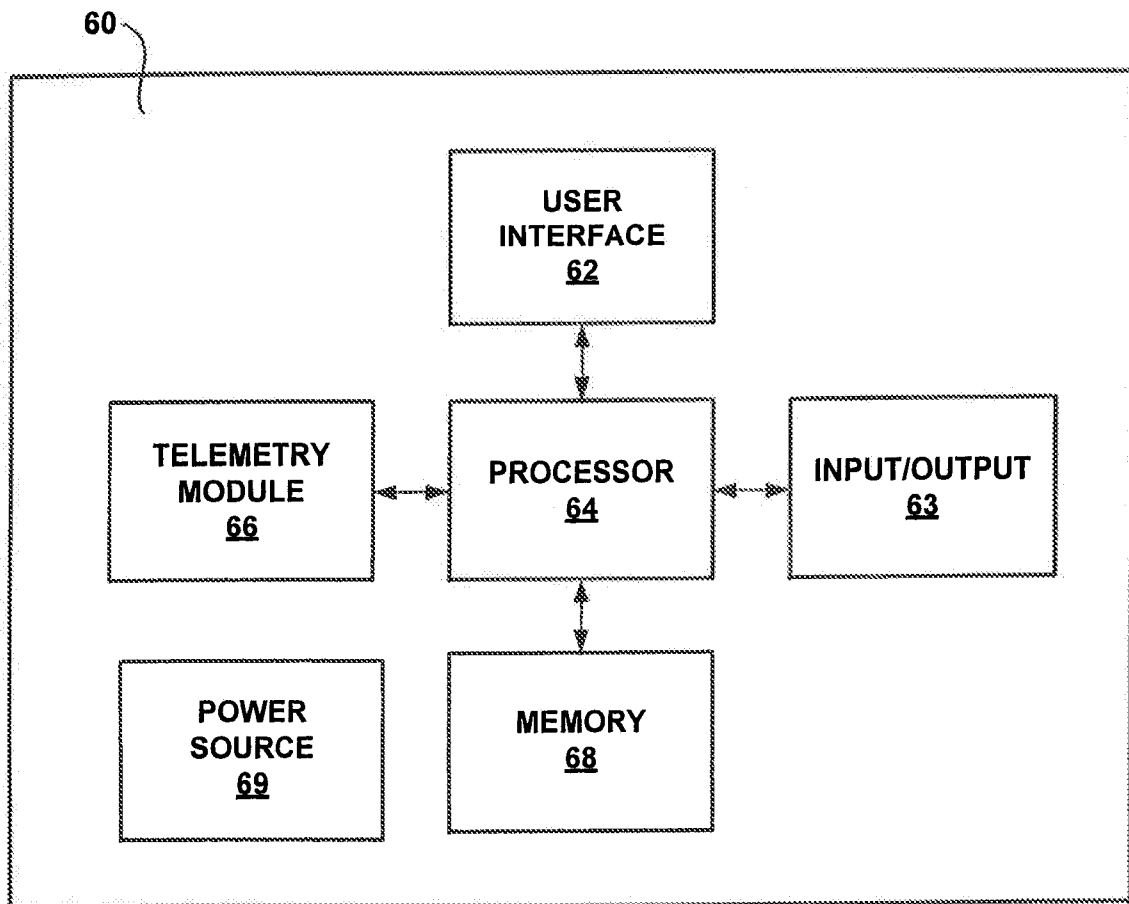 60
USER
INTERFACE
62
TELEMETRY
MODULE
66
PROCESSOR
64
INPUT/OUTPUT
63
POWER
SOURCE
69
MEMORY
68